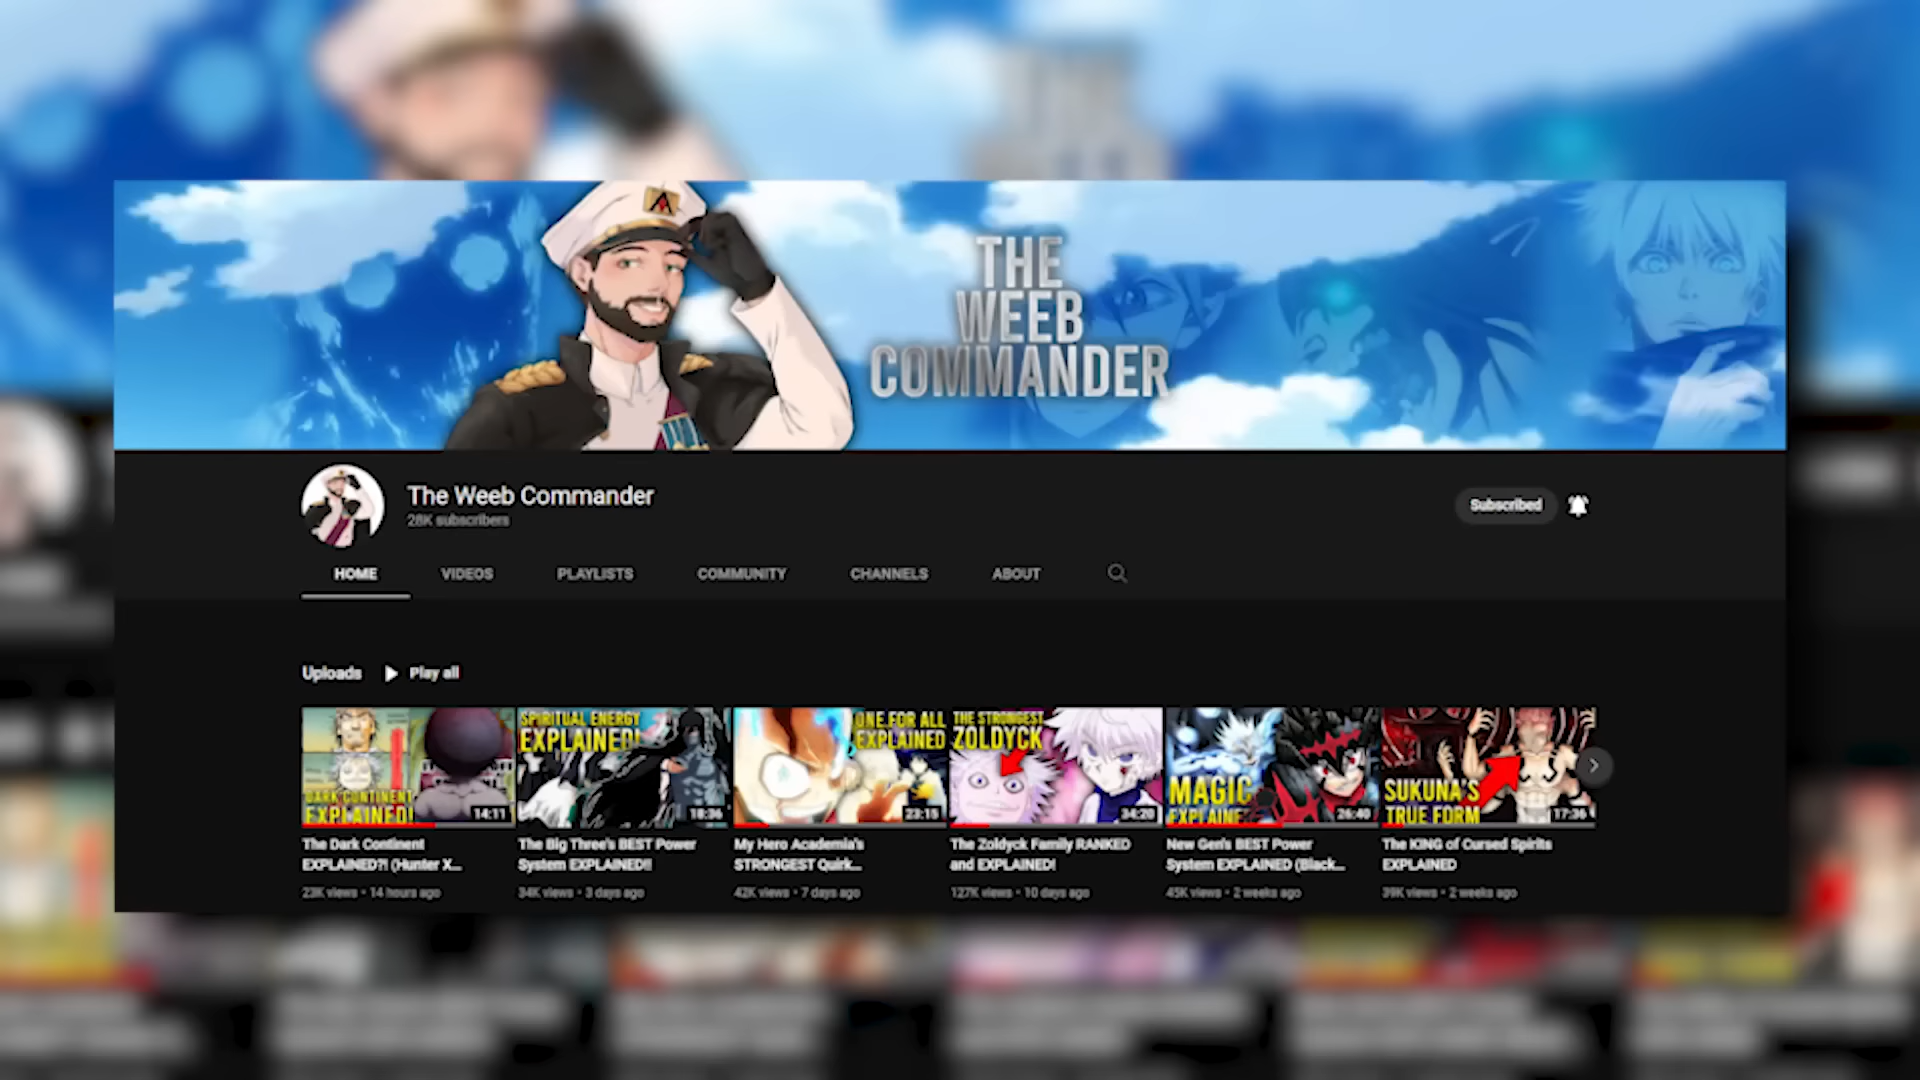 THE
WEEB
COMMANDER
The Weeb Commander
28K subscribers
Subscribed
HOME VIDEOS PLAYLISTS COMMUNITY CHANNELS ABOUT
Uploads Play all
DARK CONTINENT
EXPLAINED!
14:11
SPIRITUAL ENERGY
EXPLAINED!
18:36
ONE FOR ALL
EXPLAINED
23:15
THE STRONGEST
ZOLDYCK
34:20
MAGIC
EXPLAINE
26:40
SUKUNA'S
TRUE FORM
17:36
The Dark Continent
EXPLAINED?! (Hunter X...
23K views • 14 hours ago
The Big Three's BEST Power
System EXPLAINED!!
34K views • 3 days ago
My Hero Academia's
STRONGEST Quirk...
42K views • 7 days ago
The Zoldyck Family RANKED
and EXPLAINED!
127K views • 10 days ago
New Gen's BEST Power
System EXPLAINED (Black...
45K views • 2 weeks ago
The KING of Cursed Spirits
EXPLAINED
39K views • 2 weeks ago